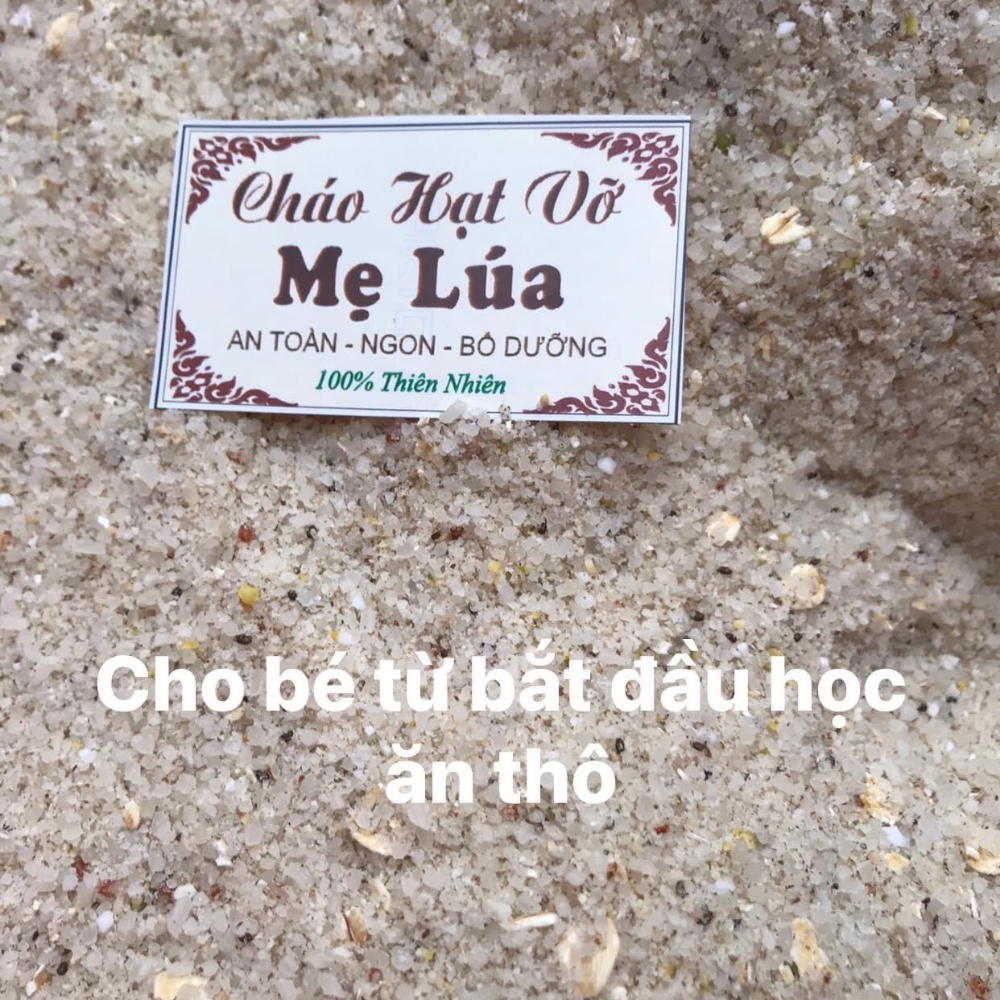 Cháo Hạt Vỡ
Mẹ Lúa
AN TOÀN - NGON - BỔ DƯỠNG
100% Thiên Nhiên
Cho bé từ bắt đầu học
ăn thô